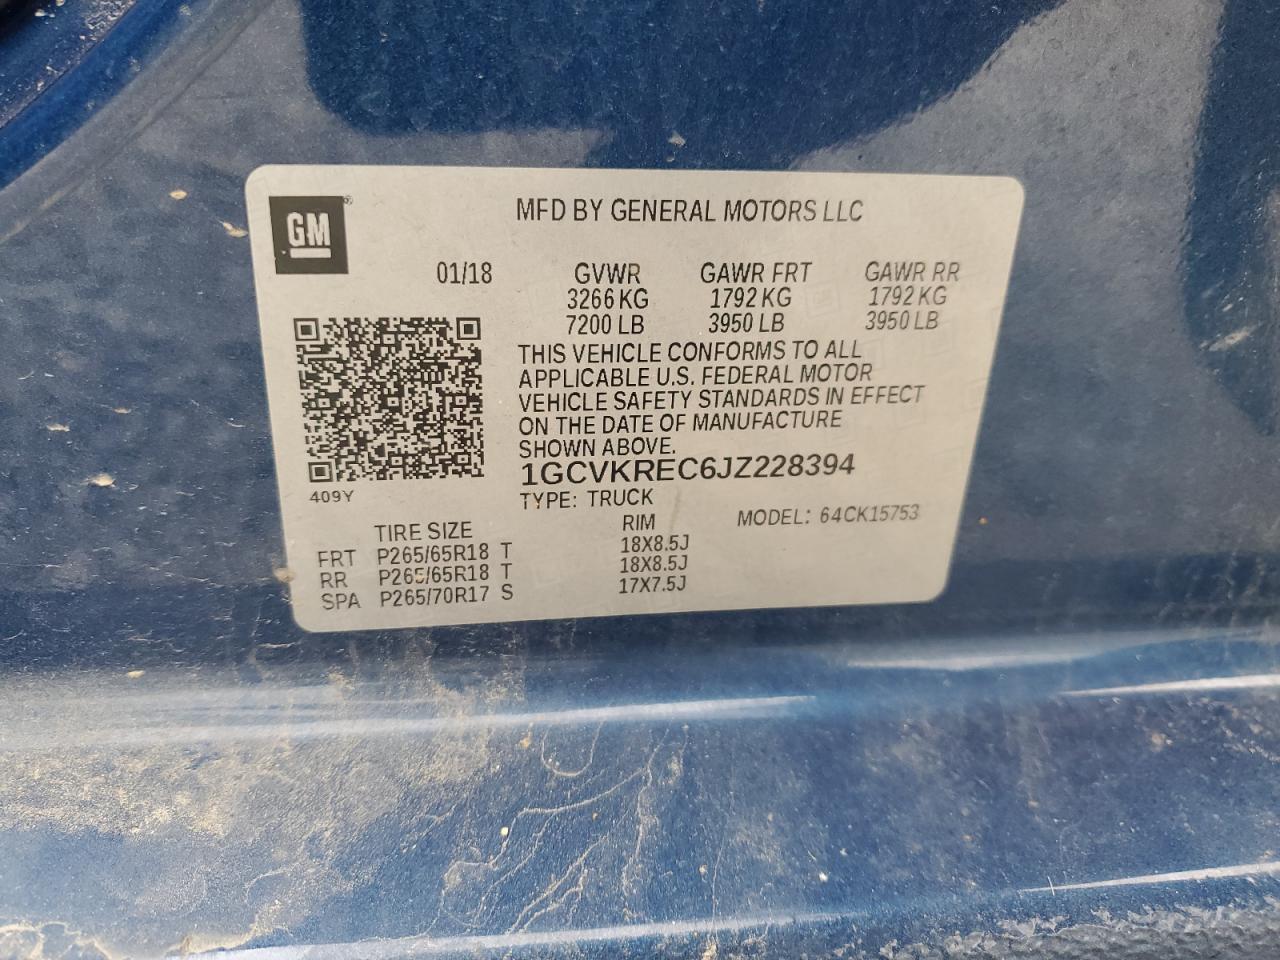 GM ®
MFD BY GENERAL MOTORS LLC
01/18 GVWR GAWR FRT GAWR RR
3266 KG 1792 KG 1792 KG
7200 LB 3950 LB 3950 LB
THIS VEHICLE CONFORMS TO ALL
APPLICABLE U.S. FEDERAL MOTOR
VEHICLE SAFETY STANDARDS IN EFFECT
ON THE DATE OF MANUFACTURE
SHOWN ABOVE.
1GCVKREC6JZ228394
409Y
TYPE: TRUCK
MODEL: 64CK15753
TIRE SIZE RIM
FRT P265/65R18 T 18X8.5J
RR P265/65R18 T 18X8.5J
SPA P265/70R17 S 17X7.5J